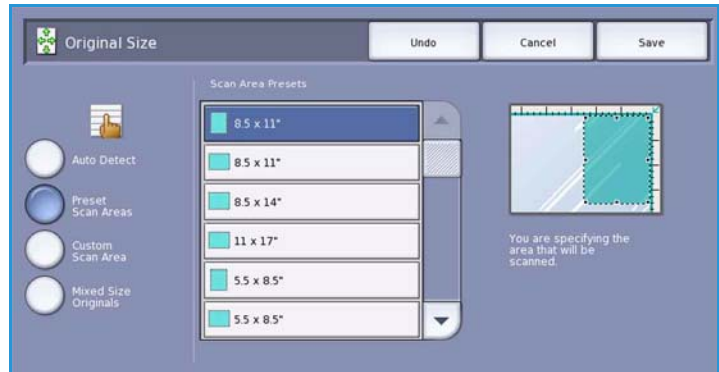 Original Size
Undo
Cancel
Save
Scan Area Presets
Auto Detect
Preset
Scan Areas
Custom
Scan Area
Mixed Size
Originals
8.5 x 11"
8.5 x 11"
8.5 x 14"
11 x 17"
5.5 x 8.5"
5.5 x 8.5"
You are specifying the
area that will be
scanned.